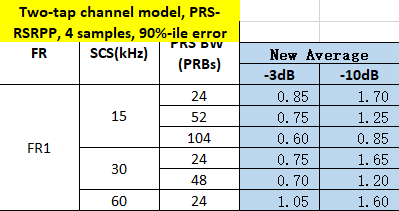 Two-tap channel model, PRS-
RSRPP, 4 samples, 90%-ile error
FR SCS(kHz) PRS BW (PRBs) New Average
-3dB -10dB
FR1 15 24 0.85 1.70
52 0.75 1.25
104 0.60 0.85
30 24 0.75 1.65
48 0.70 1.20
60 24 1.05 1.60